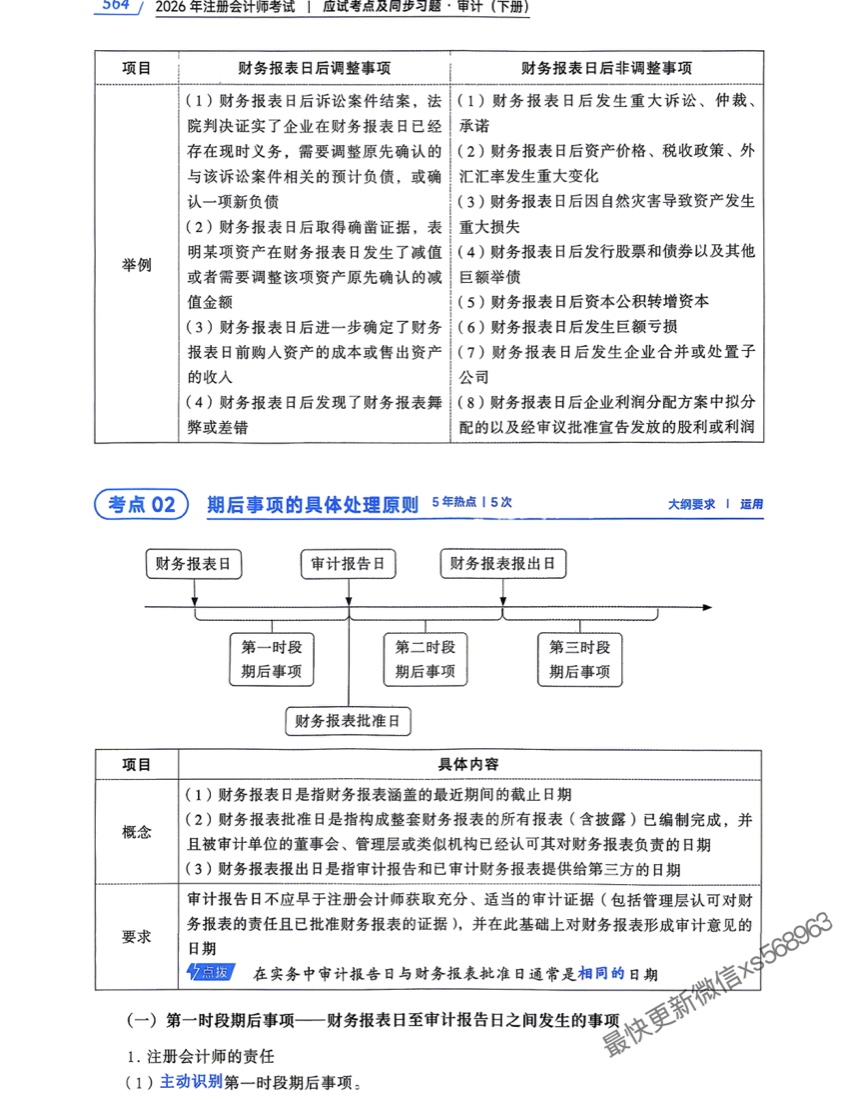 564 / 2026 年注册会计师考试 | 应试考点及同步习题·审计（下册）
项目 财务报表日后调整事项 财务报表日后非调整事项
举例
（1）财务报表日后诉讼案件结案，法
院判决证实了企业在财务报表日已经
存在现时义务，需要调整原先确认的
与该诉讼案件相关的预计负债，或确
认一项新负债
（2）财务报表日后取得确凿证据，表
明某项资产在财务报表日发生了减值
或者需要调整该项资产原先确认的减
值金额
（3）财务报表日后进一步确定了财务
报表日前购入资产的成本或售出资产
的收入
（4）财务报表日后发现了财务报表舞
弊或差错
（1）财务报表日后发生重大诉讼、仲裁、
承诺
（2）财务报表日后资产价格、税收政策、外
汇汇率发生重大变化
（3）财务报表日后因自然灾害导致资产发生
重大损失
（4）财务报表日后发行股票和债券以及其他
巨额举债
（5）财务报表日后资本公积转增资本
（6）财务报表日后发生巨额亏损
（7）财务报表日后发生企业合并或处置子
公司
（8）财务报表日后企业利润分配方案中拟分
配的以及经审议批准宣告发放的股利或利润
考点 02 期后事项的具体处理原则 5 年热点 | 5 次 大纲要求 | 运用
财务报表日 审计报告日 财务报表报出日
第一时段
期后事项
第二时段
期后事项
第三时段
期后事项
财务报表批准日
项目 具体内容
概念
（1）财务报表日是指财务报表涵盖的最近期间的截止日期
（2）财务报表批准日是指构成整套财务报表的所有报表（含披露）已编制完成，并
且被审计单位的董事会、管理层或类似机构已经认可其对财务报表负责的日期
（3）财务报表报出日是指审计报告和已审计财务报表提供给第三方的日期
要求
审计报告日不应早于注册会计师获取充分、适当的审计证据（包括管理层认可对财
务报表的责任且已批准财务报表的证据），并在此基础上对财务报表形成审计意见的
日期
点拨 在实务中审计报告日与财务报表批准日通常是相同的日期
（一）第一时段期后事项——财务报表日至审计报告日之间发生的事项
1. 注册会计师的责任
（1）主动识别第一时段期后事项。
最快更新微信xs568963